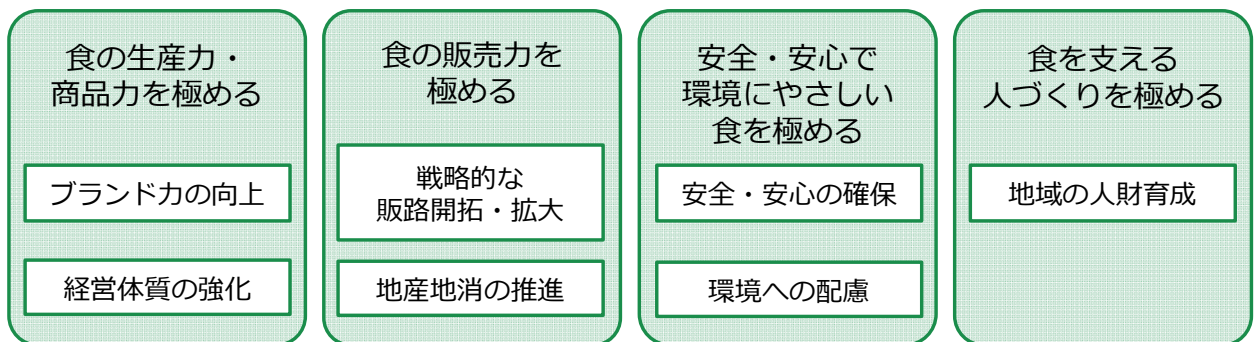 食の生産力・
商品力を極める
ブランド力の向上
経営体質の強化
食の販売力を
極める
戦略的な
販路開拓・拡大
地産地消の推進
安全・安心で
環境にやさしい
食を極める
安全・安心の確保
環境への配慮
食を支える
人づくりを極める
地域の人財育成